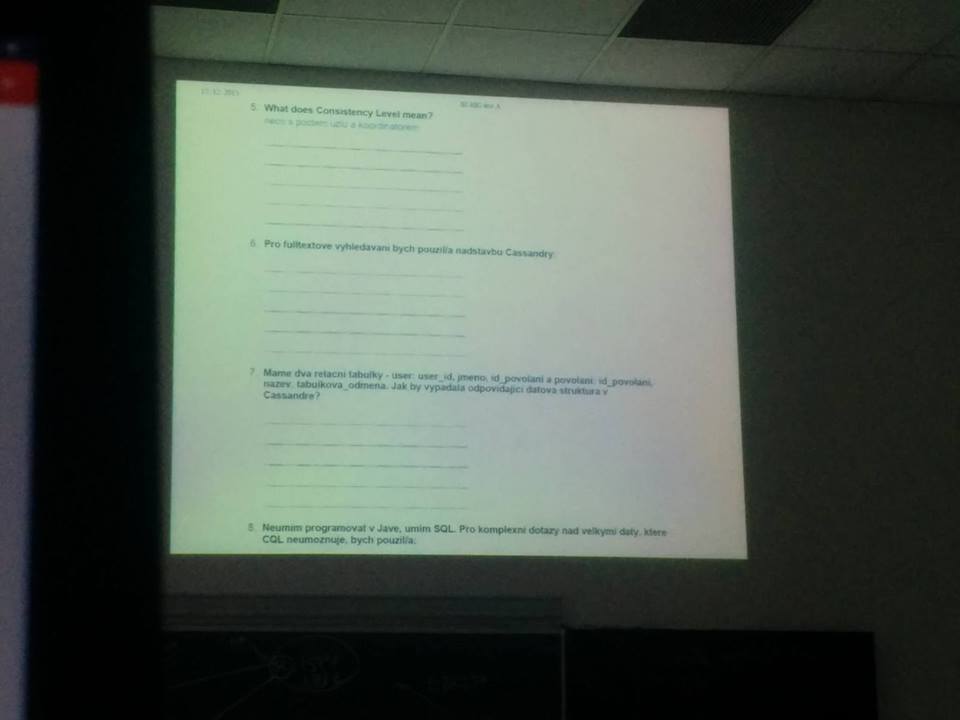 17. 12. 2015
5. What does Consistency Level mean?
neco s poctem uzlu a koordinatorem
6. Pro fulltextove vyhledavani bych pouzil/a nadstavbu Cassandry:
7. Mame dva relacni tabulky - user: user_id, jmeno, id_povolani a povolani: id_povolani,
nazev, tabulkova_odmena. Jak by vypadala odpovidajici datova struktura v
Cassandre?
8. Neumim programovat v Jave, umim SQL. Pro komplexni dotazy nad velkymi daty, ktere
CQL neumoznuje, bych pouzil/a: